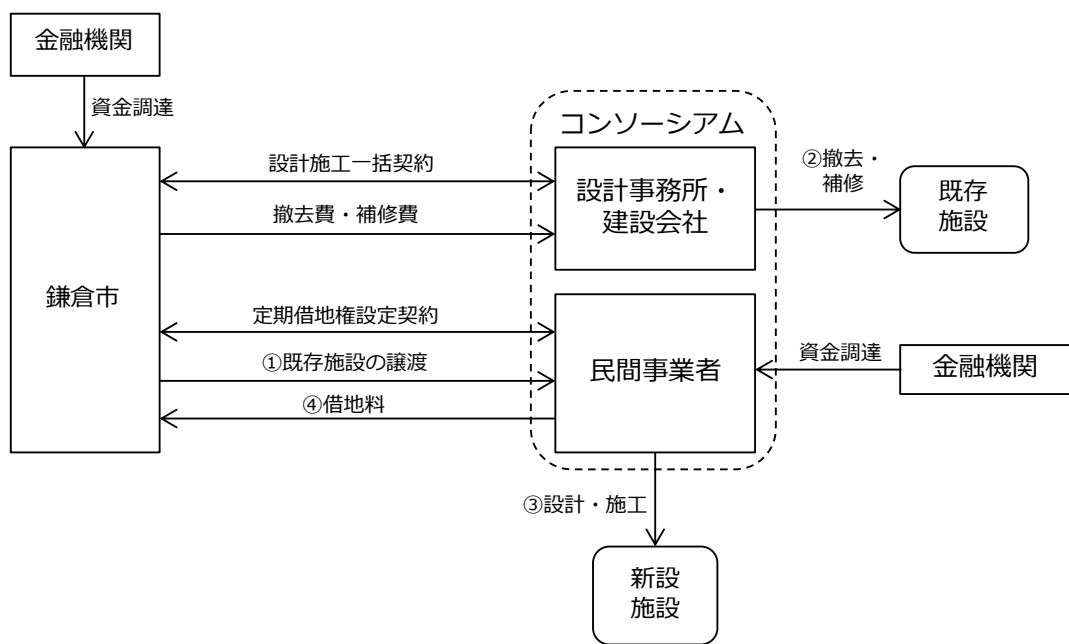 金融機関
資金調達
コンソーシアム
設計施工一括契約
撤去費・補修費
設計事務所・
建設会社
②撤去・
補修
既存
施設
鎌倉市
定期借地権設定契約
①既存施設の譲渡
④借地料
民間事業者
資金調達
金融機関
③設計・施工
新設
施設